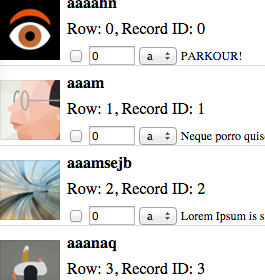 aaaahn
Row: 0, Record ID: 0
0 a PARKOUR!
aaam
Row: 1, Record ID: 1
0 a Neque porro quis
aaamsejb
Row: 2, Record ID: 2
0 a Lorem Ipsum is s
aaanaq
Row: 3, Record ID: 3